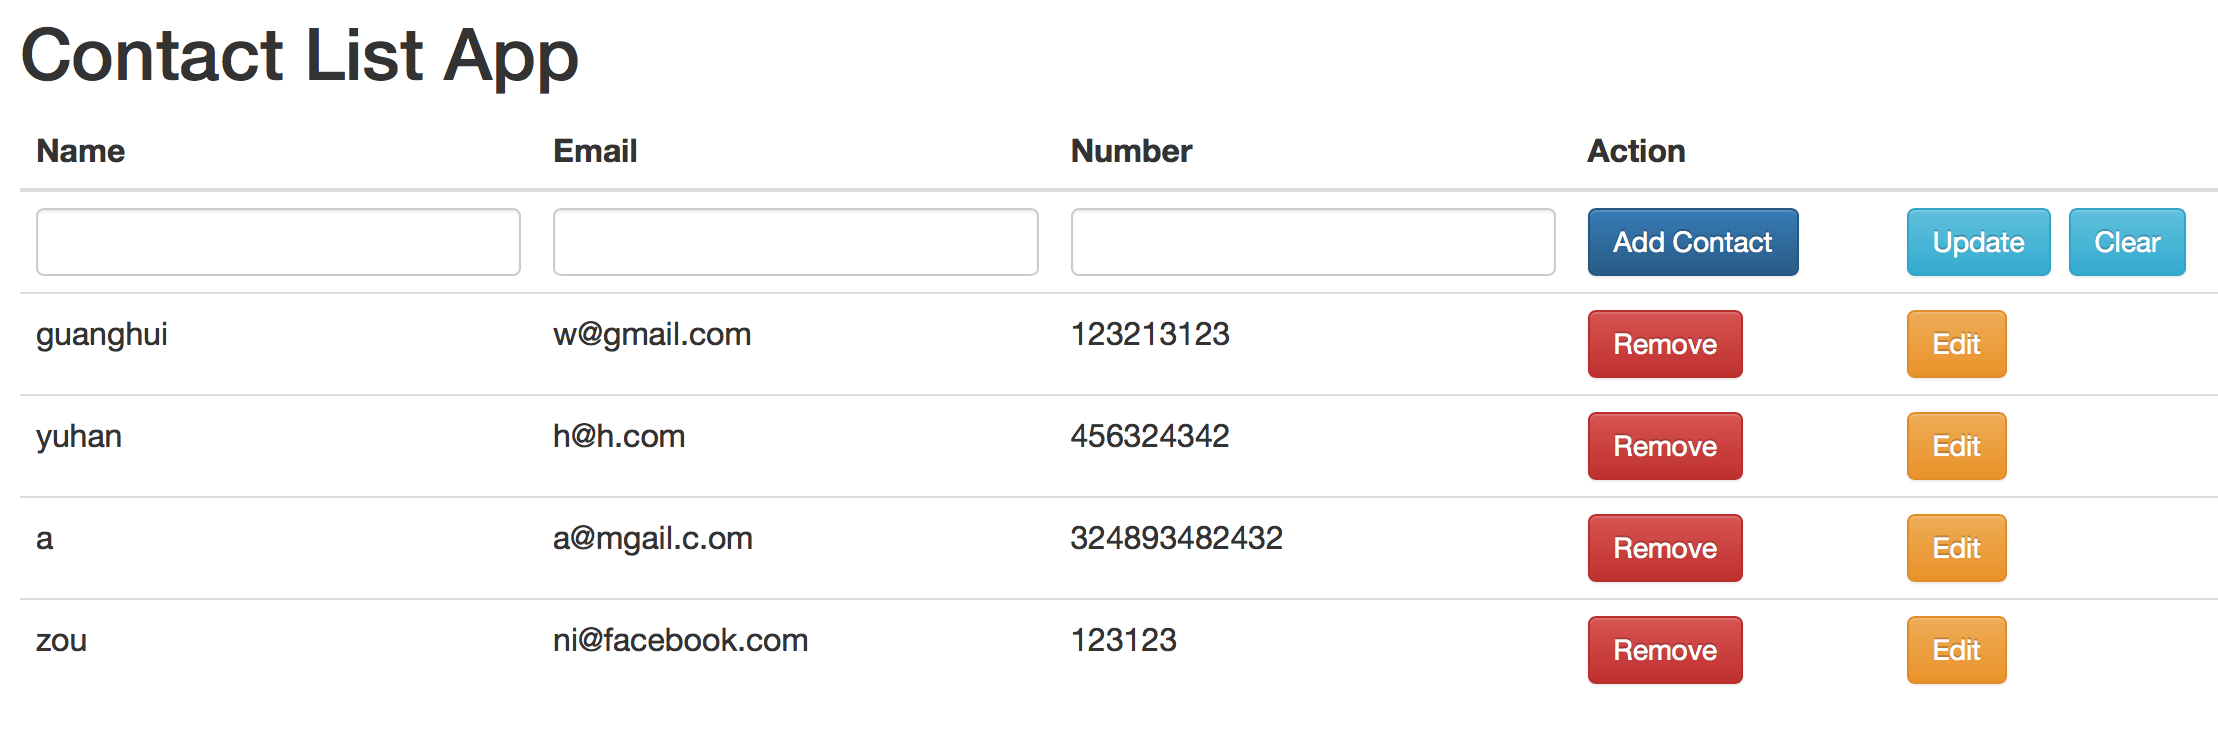 Contact List App
Name Email Number Action
Add Contact Update Clear
guanghui w@gmail.com 123213123 Remove Edit
yuhan h@h.com 456324342 Remove Edit
a a@mgail.c.om 324893482432 Remove Edit
zou ni@facebook.com 123123 Remove Edit